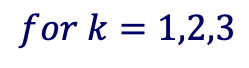 for k = 1,2,3